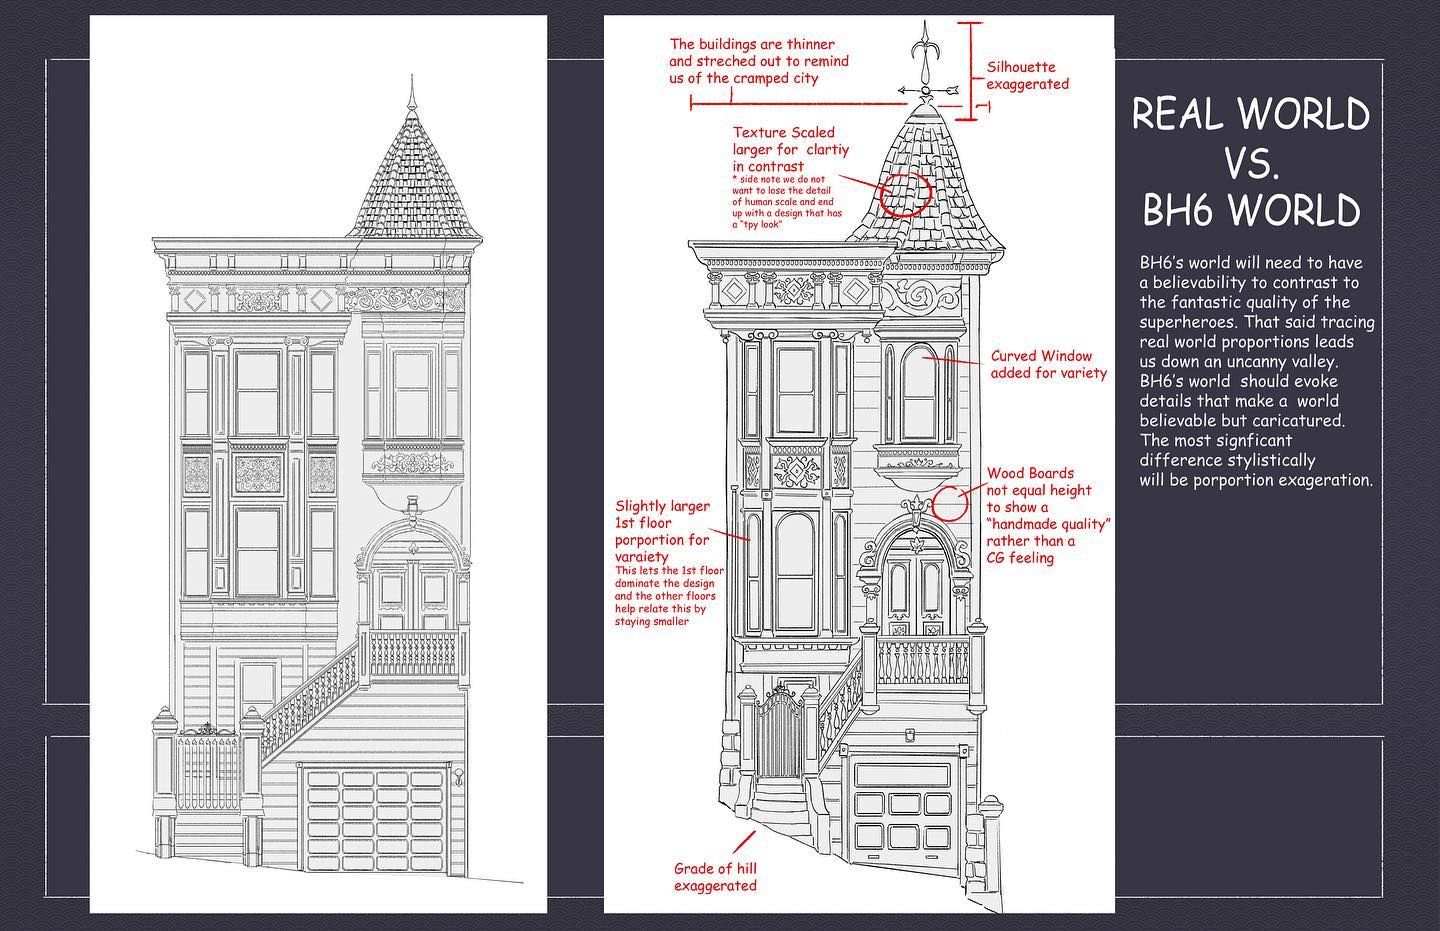 The buildings are thinner
and streched out to remind
us of the cramped city
Silhouette
exaggerated
Texture Scaled
larger for clartiy
in contrast
* side note we do not
want to lose the detail
of human scale and end
up with a design that has
a "tpy look"
Curved Window
added for variety
Wood Boards
not equal height
to show a
"handmade quality"
rather than a
CG feeling
Slightly larger
1st floor
porportion for
varaiety
This lets the 1st floor
dominate the design
and the other floors
help relate this by
staying smaller
Grade of hill
exaggerated
REAL WORLD
VS.
BH6 WORLD
BH6's world will need to have
a believability to contrast to
the fantastic quality of the
superheroes. That said tracing
real world proportions leads
us down an uncanny valley.
BH6's world should evoke
details that make a world
believable but caricatured.
The most signficant
difference stylistically
will be porportion exageration.